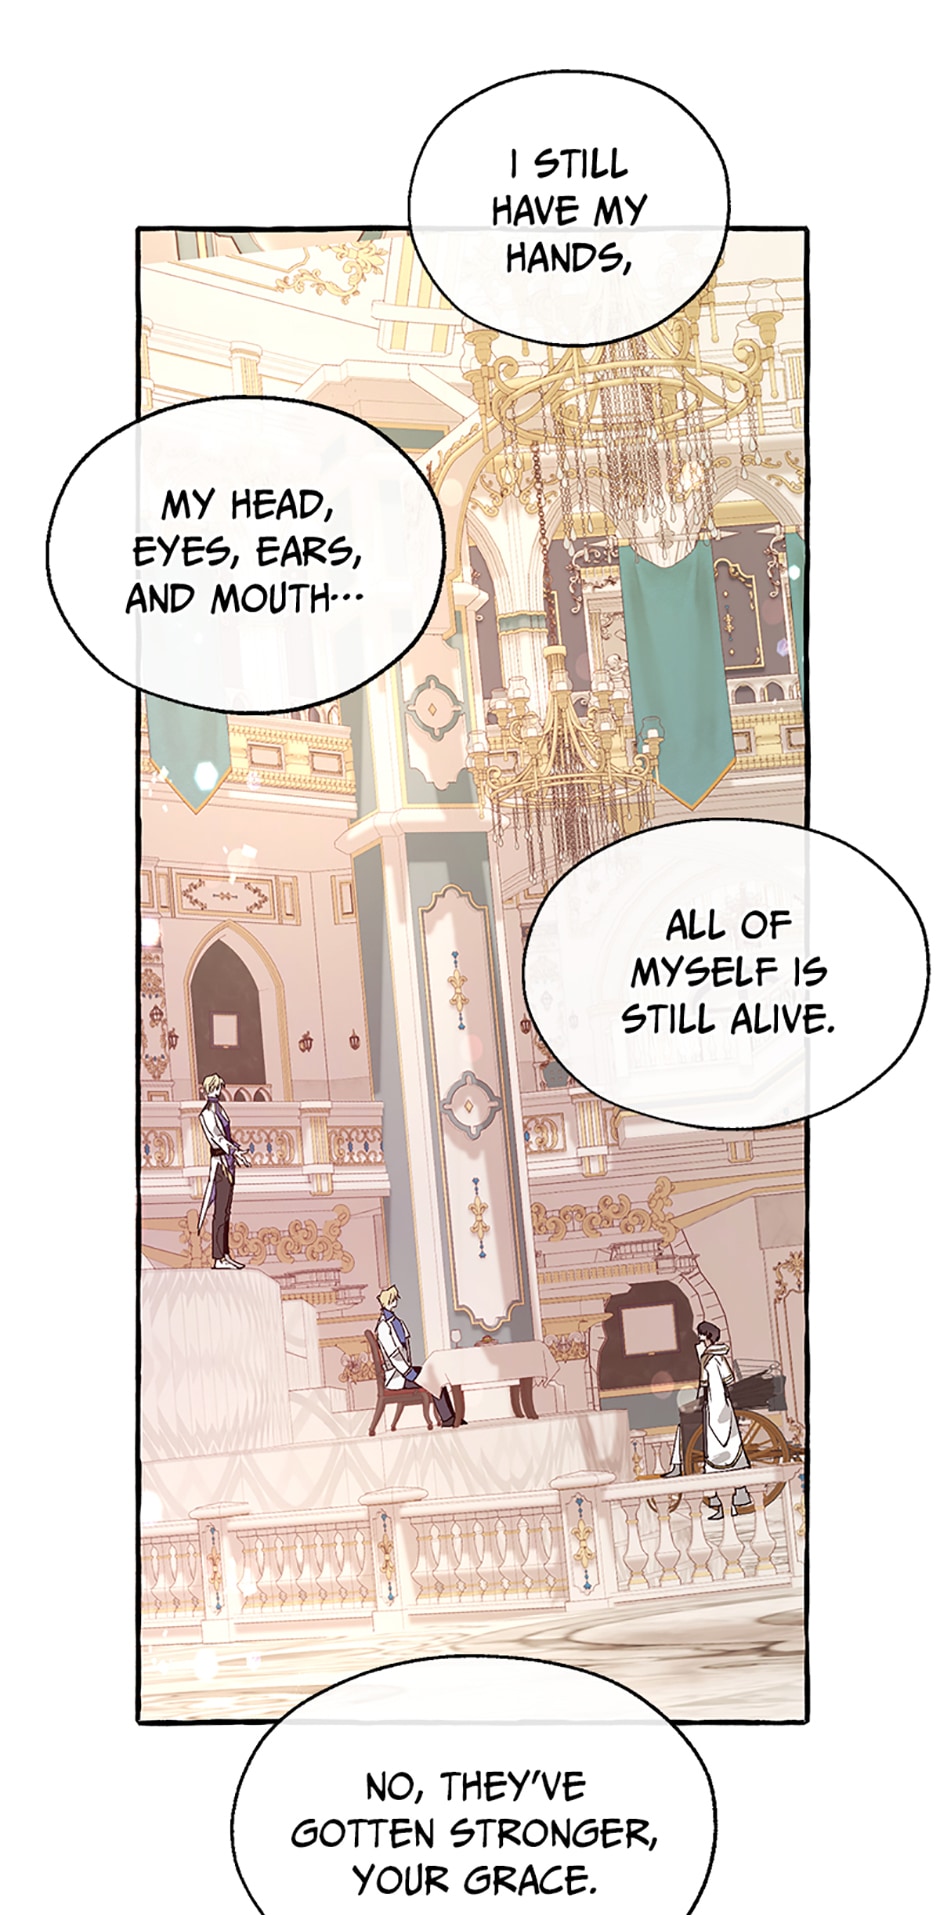 I STILL
HAVE MY
HANDS,
MY HEAD,
EYES, EARS,
AND MOUTH...
ALL OF
MYSELF IS
STILL ALIVE.
NO, THEY'VE
GOTTEN STRONGER,
YOUR GRACE.